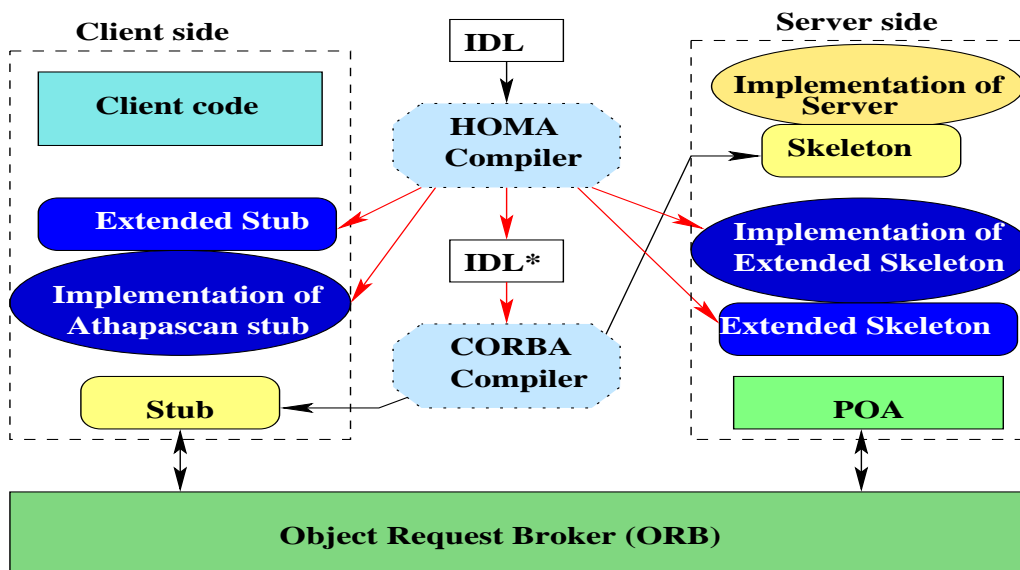 Client side
Client code
Extended Stub
Implementation of
Athapascan stub
Stub
IDL
HOMA
Compiler
IDL*
CORBA
Compiler
Server side
Implementation of
Server
Skeleton
Implementation of
Extended Skeleton
Extended Skeleton
POA
Object Request Broker (ORB)